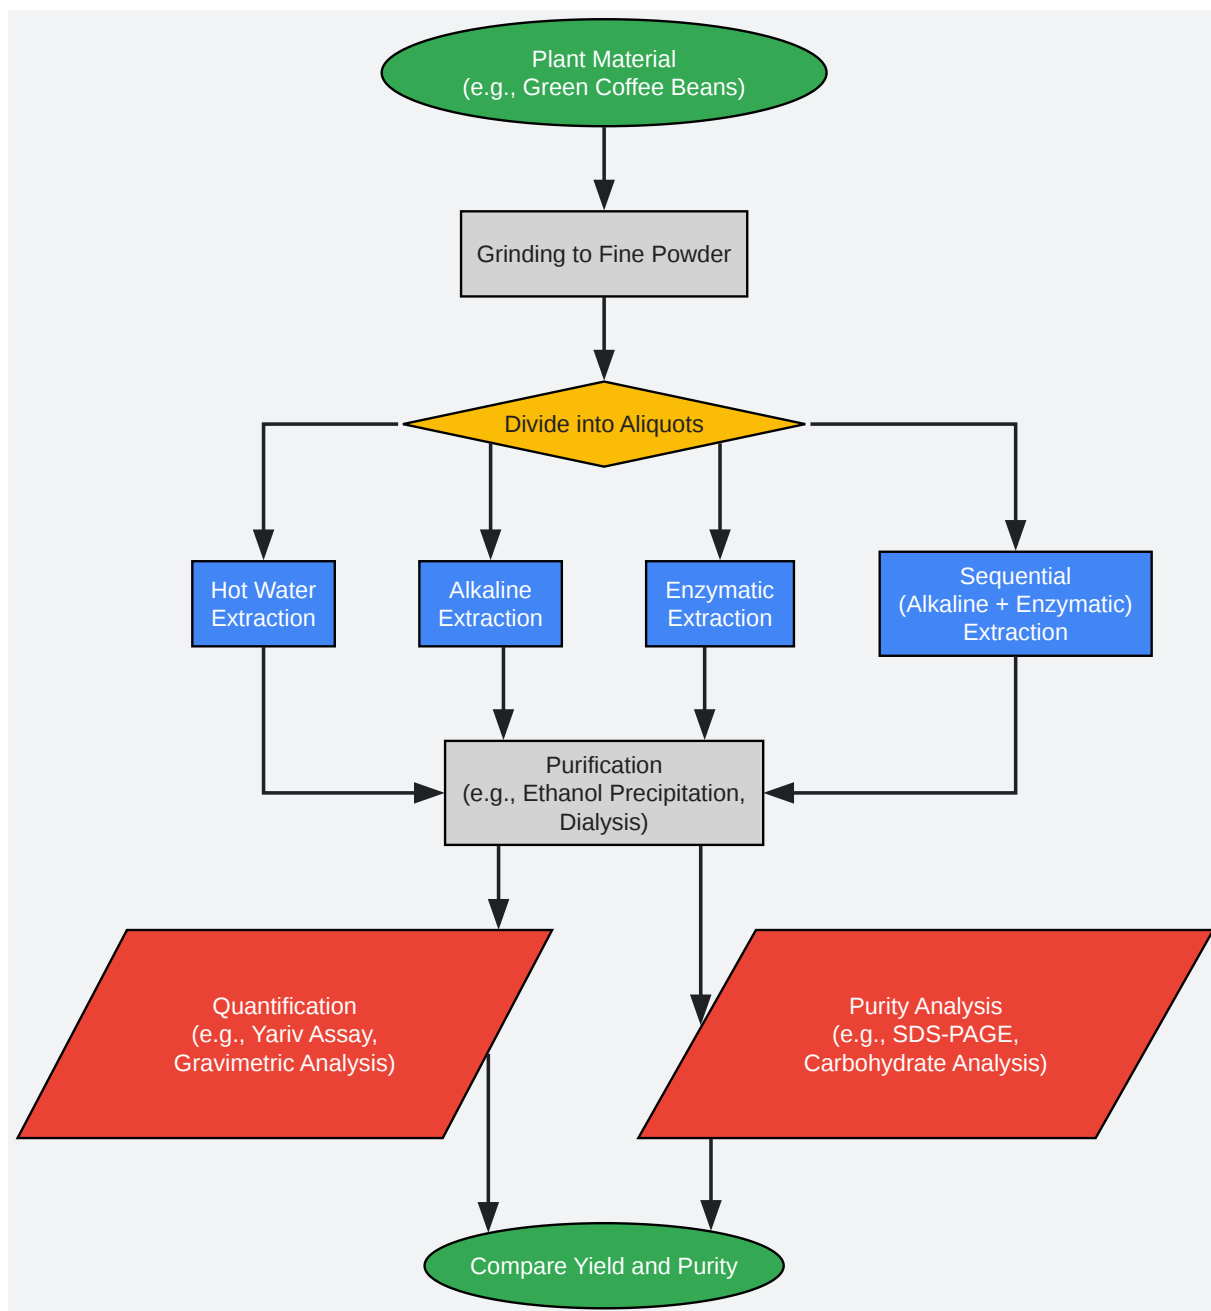 Plant Material
(e.g., Green Coffee Beans)
Grinding to Fine Powder
Divide into Aliquots
Hot Water
Extraction
Alkaline
Extraction
Enzymatic
Extraction
Sequential
(Alkaline + Enzymatic)
Extraction
Purification
(e.g., Ethanol Precipitation,
Dialysis)
Quantification
(e.g., Yariv Assay,
Gravimetric Analysis)
Purity Analysis
(e.g., SDS-PAGE,
Carbohydrate Analysis)
Compare Yield and Purity